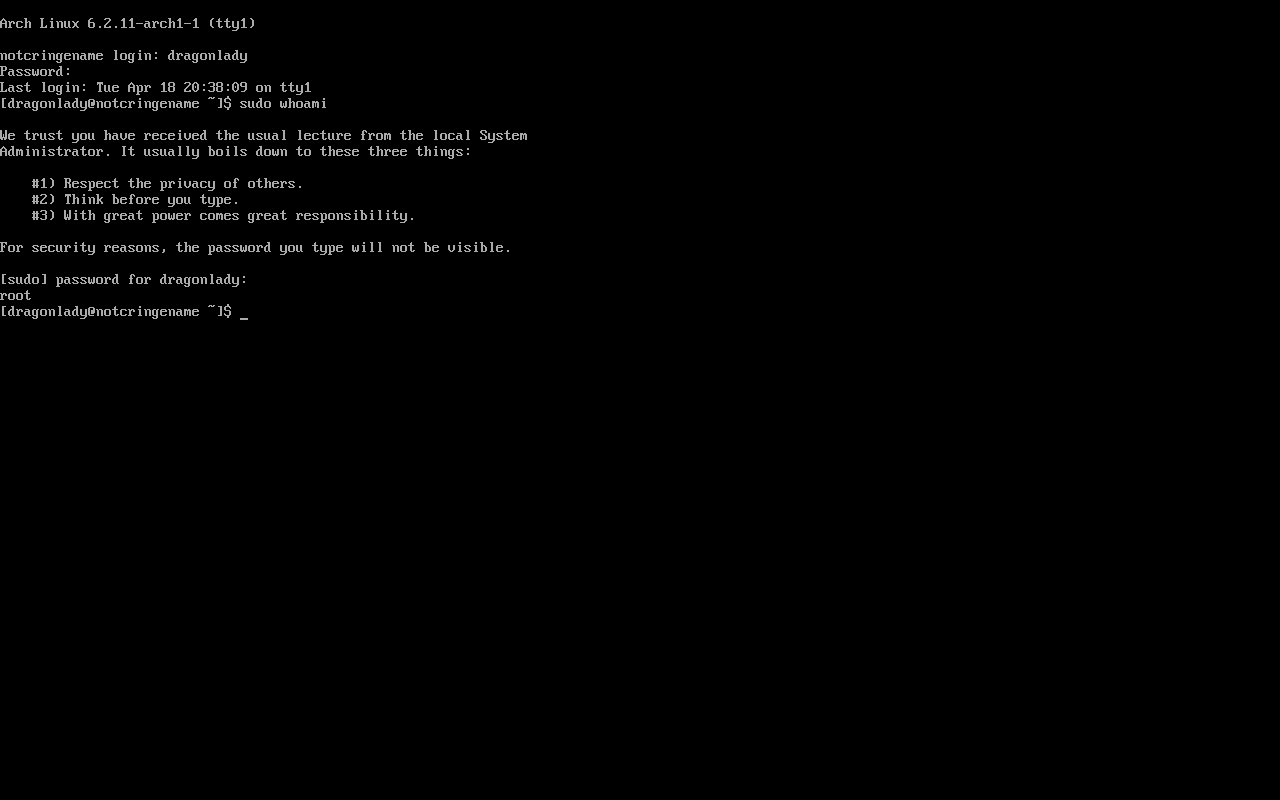 Arch Linux 6.2.11-arch1-1 (tty1)
notcringename login: dragonlady
Password:
Last login: Tue Apr 18 20:38:09 on tty1
[dragonlady@notcringename ~]$ sudo whoami
We trust you have received the usual lecture from the local System
Administrator. It usually boils down to these three things:
#1) Respect the privacy of others.
#2) Think before you type.
#3) With great power comes great responsibility.
For security reasons, the password you type will not be visible.
[sudo] password for dragonlady:
root
[dragonlady@notcringename ~]$ _